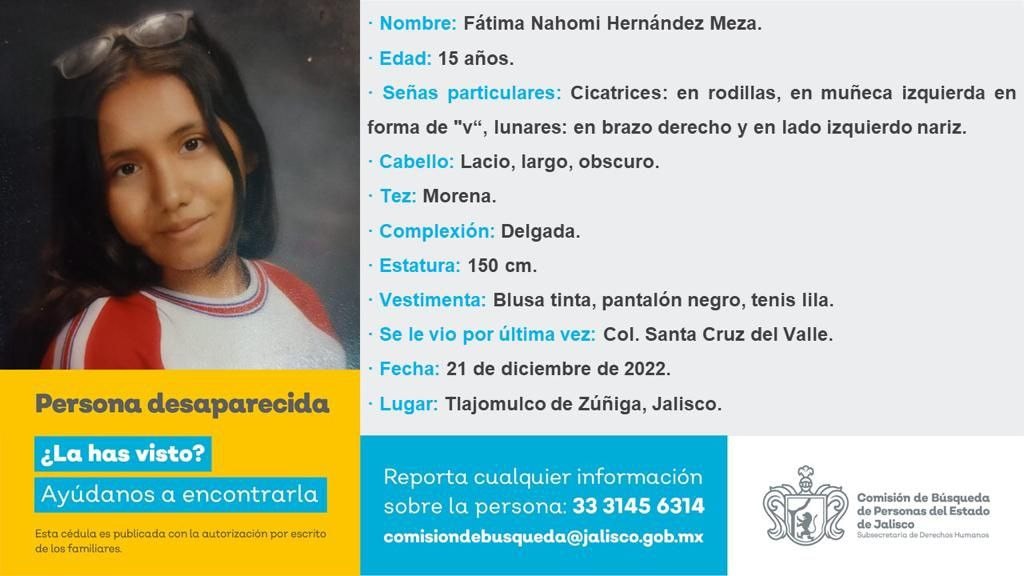 · Nombre: Fátima Nahomi Hernández Meza.
· Edad: 15 años.
· Señas particulares: Cicatrices: en rodillas, en muñeca izquierda en
forma de "v“, lunares: en brazo derecho y en lado izquierdo nariz.
· Cabello: Lacio, largo, obscuro.
· Tez: Morena.
· Complexión: Delgada.
· Estatura: 150 cm.
· Vestimenta: Blusa tinta, pantalón negro, tenis lila.
· Se le vio por última vez: Col. Santa Cruz del Valle.
· Fecha: 21 de diciembre de 2022.
· Lugar: Tlajomulco de Zúñiga, Jalisco.
Persona desaparecida
¿La has visto?
Ayúdanos a encontrarla
Esta cédula es publicada con la autorización por escrito
de los familiares.
Reporta cualquier información
sobre la persona: 33 3145 6314
comisiondebusqueda@jalisco.gob.mx
Comisión de Búsqueda
de Personas del Estado
de Jalisco
Subsecretaría de Derechos Humanos